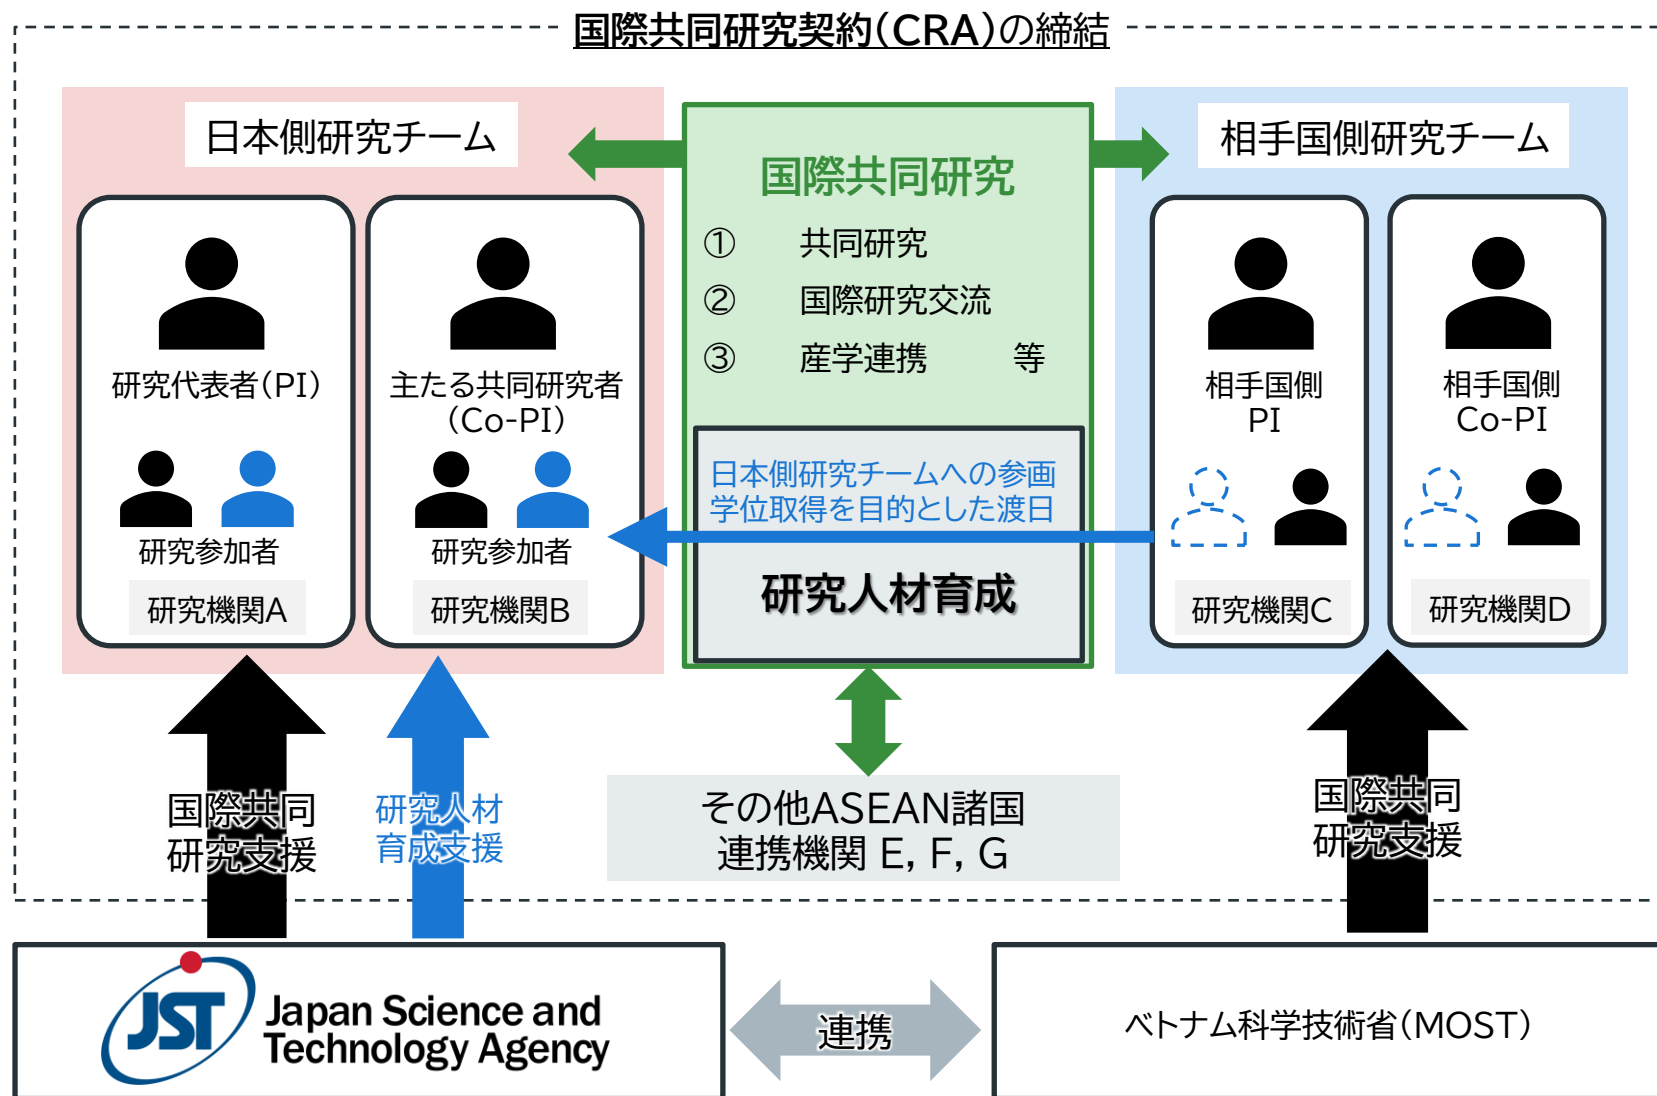 国際共同研究契約(CRA)の締結
日本側研究チーム
研究代表者(PI)
研究参加者
研究機関A
主たる共同研究者
(Co-PI)
研究参加者
研究機関B
国際共同研究
① 共同研究
② 国際研究交流
③ 産学連携 等
日本側研究チームへの参画
学位取得を目的とした渡日
研究人材育成
相手国側研究チーム
相手国側
PI
研究機関C
相手国側
Co-PI
研究機関D
国際共同
研究支援
研究人材
育成支援
その他ASEAN諸国
連携機関 E, F, G
国際共同
研究支援
JST
Japan Science and
Technology Agency
連携
ベトナム科学技術省(MOST)